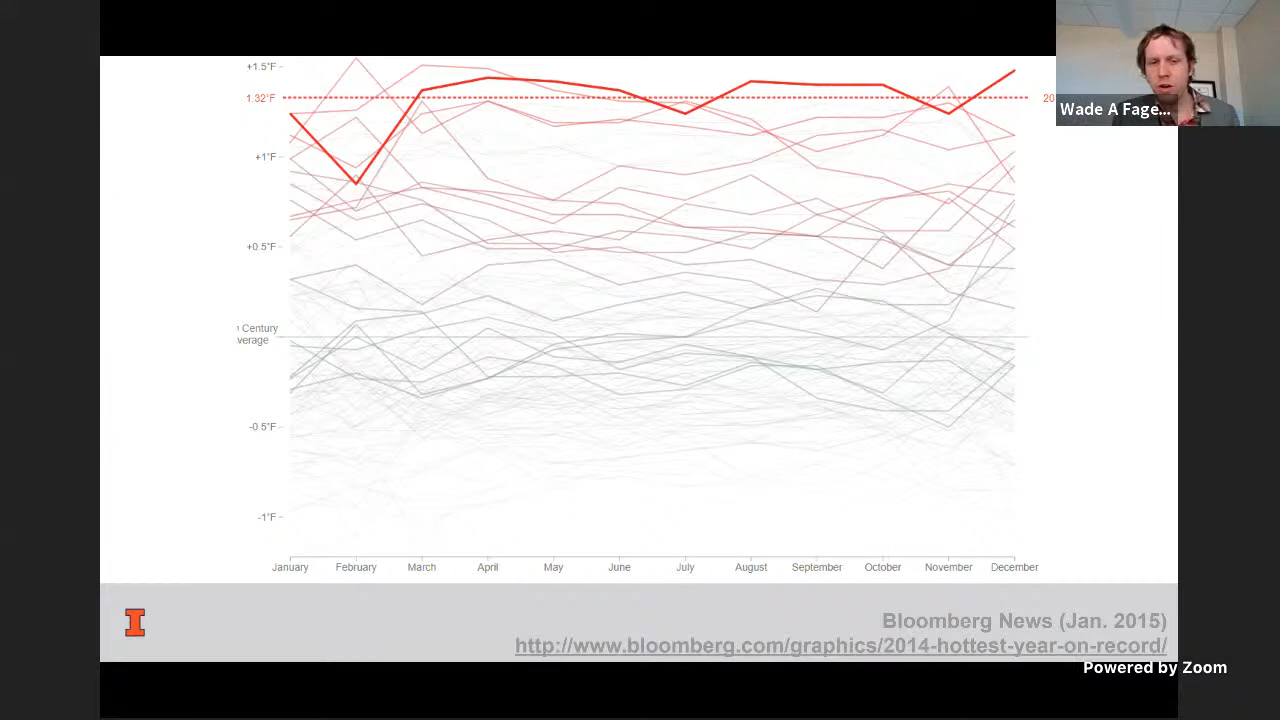 +1.5°F
1.32°F
20
+1°F
+0.5°F
Century
verage
-0.5°F
-1°F
January February March April May June July August September October November December
Wade A Fage...
I
Bloomberg News (Jan. 2015)
http://www.bloomberg.com/graphics/2014-hottest-year-on-record/
Powered by Zoom